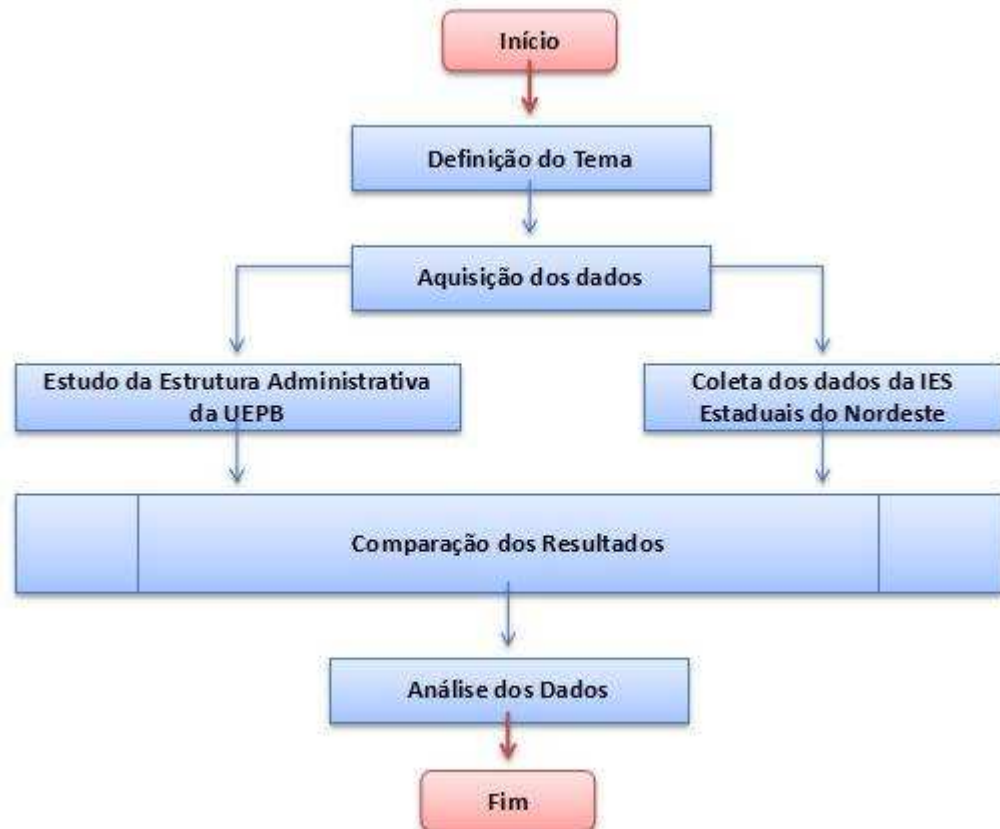 Início
Definição do Tema
Aquisição dos dados
Estudo da Estrutura Administrativa
da UEPB
Coleta dos dados da IES
Estaduais do Nordeste
Comparação dos Resultados
Análise dos Dados
Fim